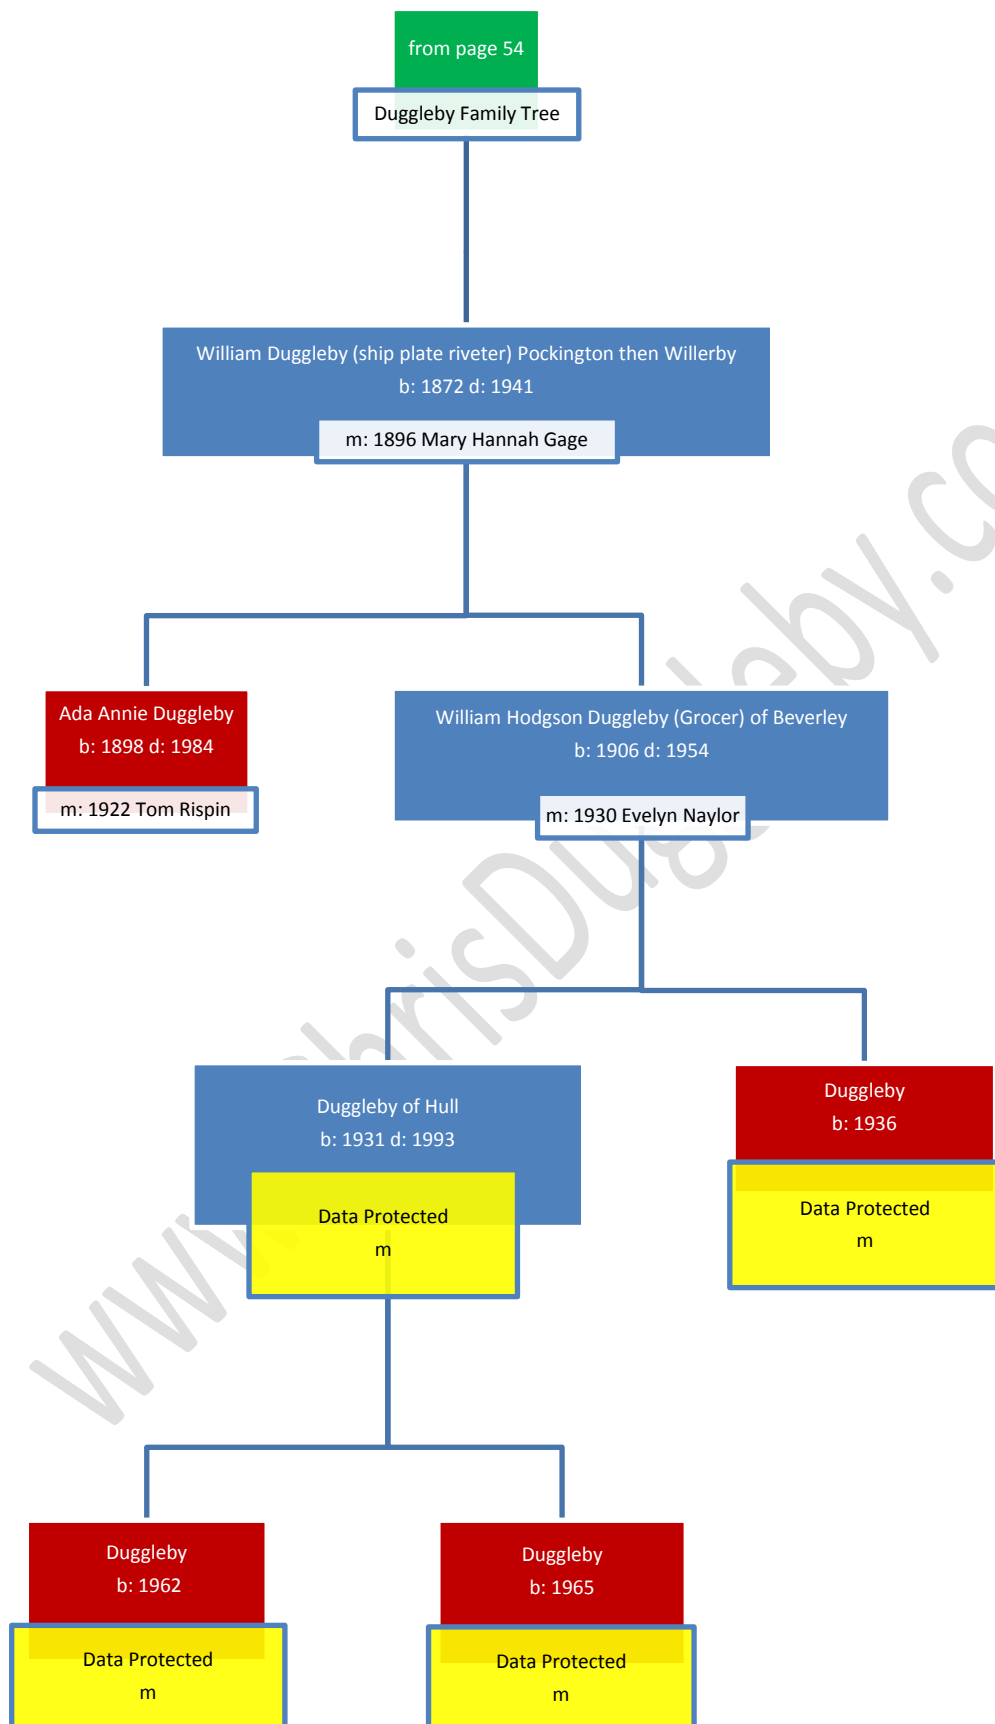 from page 54
Duggleby Family Tree
William Duggleby (ship plate riveter) Pockington then Willerby
b: 1872 d: 1941
m: 1896 Mary Hannah Gage
Ada Annie Duggleby
b: 1898 d: 1984
m: 1922 Tom Rispin
William Hodgson Duggleby (Grocer) of Beverley
b: 1906 d: 1954
m: 1930 Evelyn Naylor
Duggleby of Hull
b: 1931 d: 1993
Data Protected
m
Duggleby
b: 1936
Data Protected
m
Duggleby
b: 1962
Data Protected
m
Duggleby
b: 1965
Data Protected
m